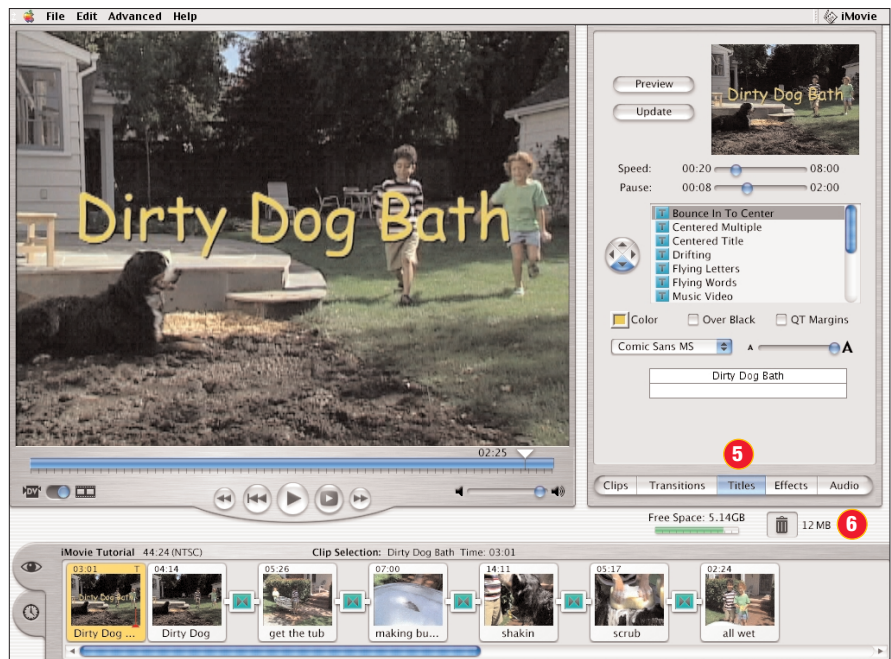 File Edit Advanced Help
iMovie
Dirty Dog Bath
Preview
Update
Dirty Dog Bath
Speed: 00:20 08:00
Pause: 00:08 02:00
Bounce In To Center
Centered Multiple
Centered Title
Drifting
Flying Letters
Flying Words
Music Video
Color Over Black QT Margins
Comic Sans MS A A
Dirty Dog Bath
02:25
5
Clips Transitions Titles Effects Audio
DV
Free Space: 5.14GB
12 MB
6
iMovie Tutorial 44:24 (NTSC) Clip Selection: Dirty Dog Bath Time: 03:01
03:01 T 04:14 05:26 07:00 14:11 05:17 02:24
Dirty Dog Bath
Dirty Dog ... Dirty Dog get the tub making bu... shakin scrub all wet